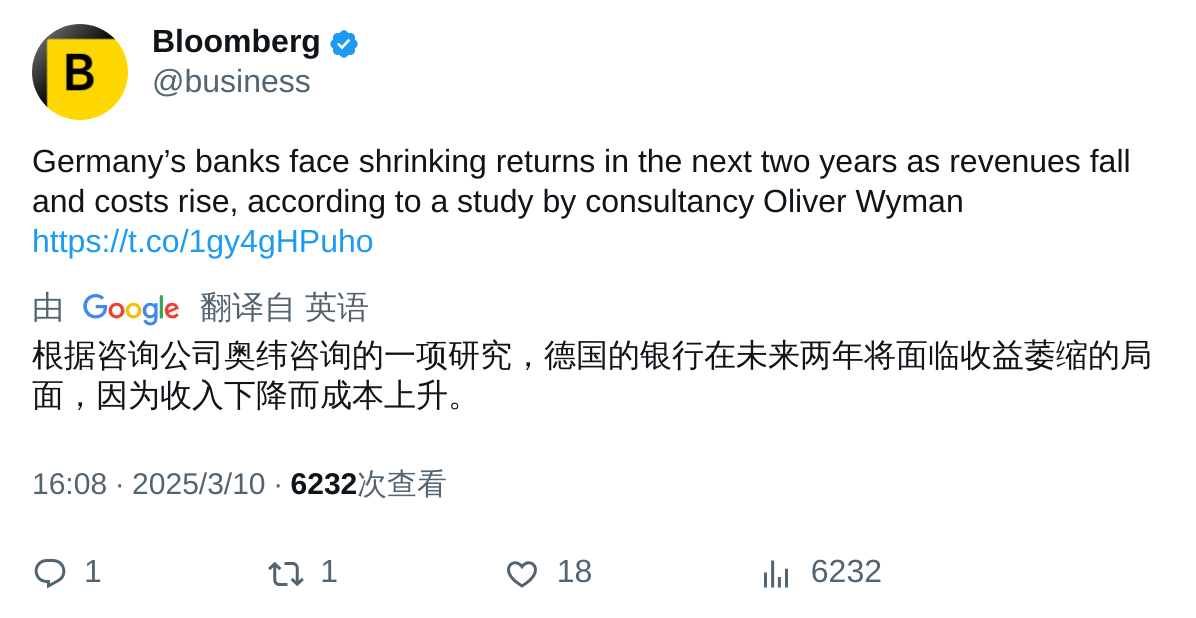 B
Bloomberg
@business
Germany’s banks face shrinking returns in the next two years as revenues fall
and costs rise, according to a study by consultancy Oliver Wyman
https://t.co/1gy4gHPuho
由 Google 翻译自 英语
根据咨询公司奥纬咨询的一项研究，德国的银行在未来两年将面临收益萎缩的局
面，因为收入下降而成本上升。
16:08 · 2025/3/10 · 6232次查看
1 1 18 6232